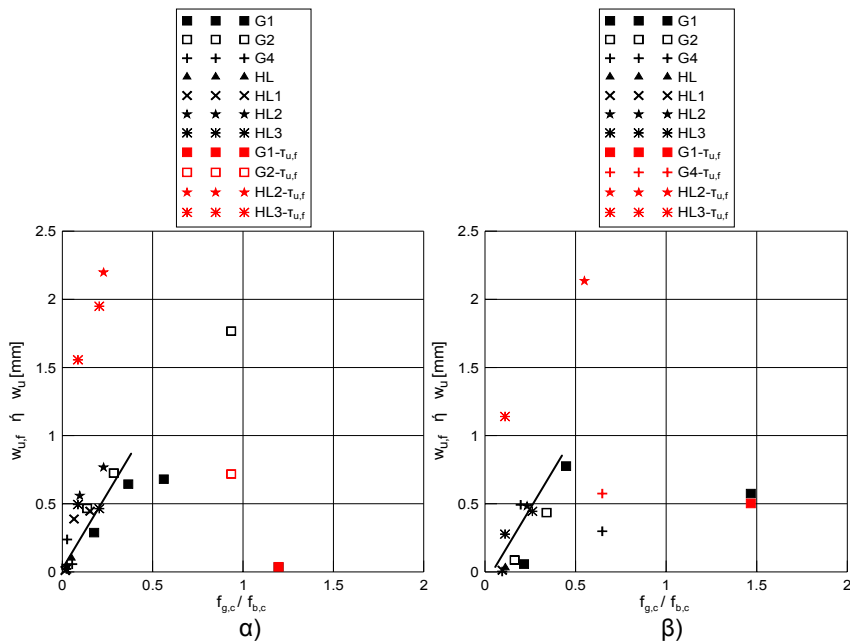 G1
G2
G4
HL
HL1
HL2
HL3
G1-τu,f
G2-τu,f
HL2-τu,f
HL3-τu,f
2.5
2
1.5
1
0.5
0
wu,f ή wu [mm]
0 0.5 1 1.5 2
fg,c / fb,c
α)
G1
G2
G4
HL
HL1
HL2
HL3
G1-τu,f
G4-τu,f
HL2-τu,f
HL3-τu,f
2.5
2
1.5
1
0.5
0
wu,f ή wu [mm]
0 0.5 1 1.5 2
fg,c / fb,c
β)